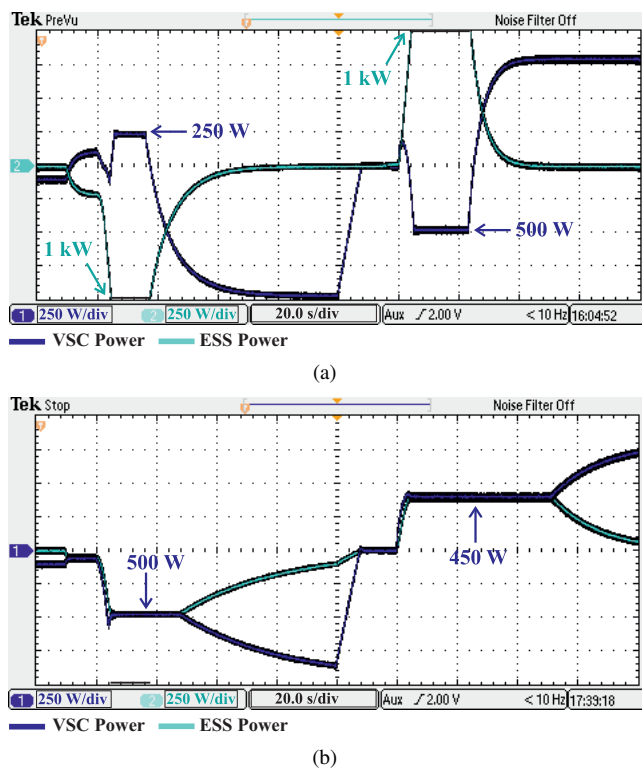 Tek PreVu
Noise Filter Off
T
1 kW
250 W
2
1 kW
500 W
1 250 W/div 2 250 W/div 20.0 s/div Aux 2.00 V < 10 Hz 16:04:52
VSC Power ESS Power
(a)
Tek Stop
Noise Filter Off
T
1
500 W
450 W
1 250 W/div 2 250 W/div 20.0 s/div Aux 2.00 V < 10 Hz 17:39:18
VSC Power ESS Power
(b)